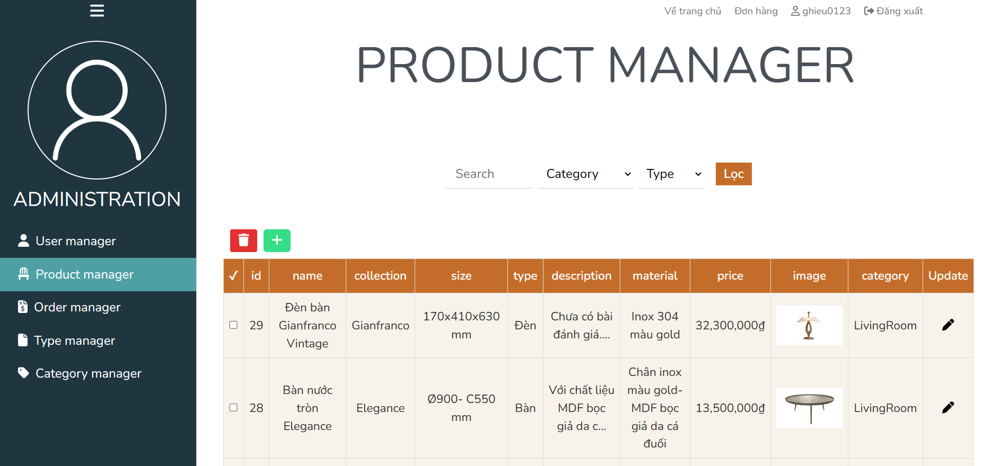 Về trang chủ Đơn hàng ghieu0123 Đăng xuất
ADMINISTRATION
User manager
Product manager
Order manager
Type manager
Category manager
PRODUCT MANAGER
Search Category Type Lọc
✓ id name collection size type description material price image category Update
29
Đèn bàn
Gianfranco
Vintage
Gianfranco
170x410x630
mm
Đèn
Chưa có bài
đánh giá....
Inox 304
màu gold
32,300,000₫
LivingRoom
28
Bàn nước
tròn
Elegance
Elegance
Ø900- C550
mm
Bàn
Với chất liệu
MDF bọc
giả da c...
Chân inox
màu gold-
MDF bọc
giả da cá
đuối
13,500,000₫
LivingRoom